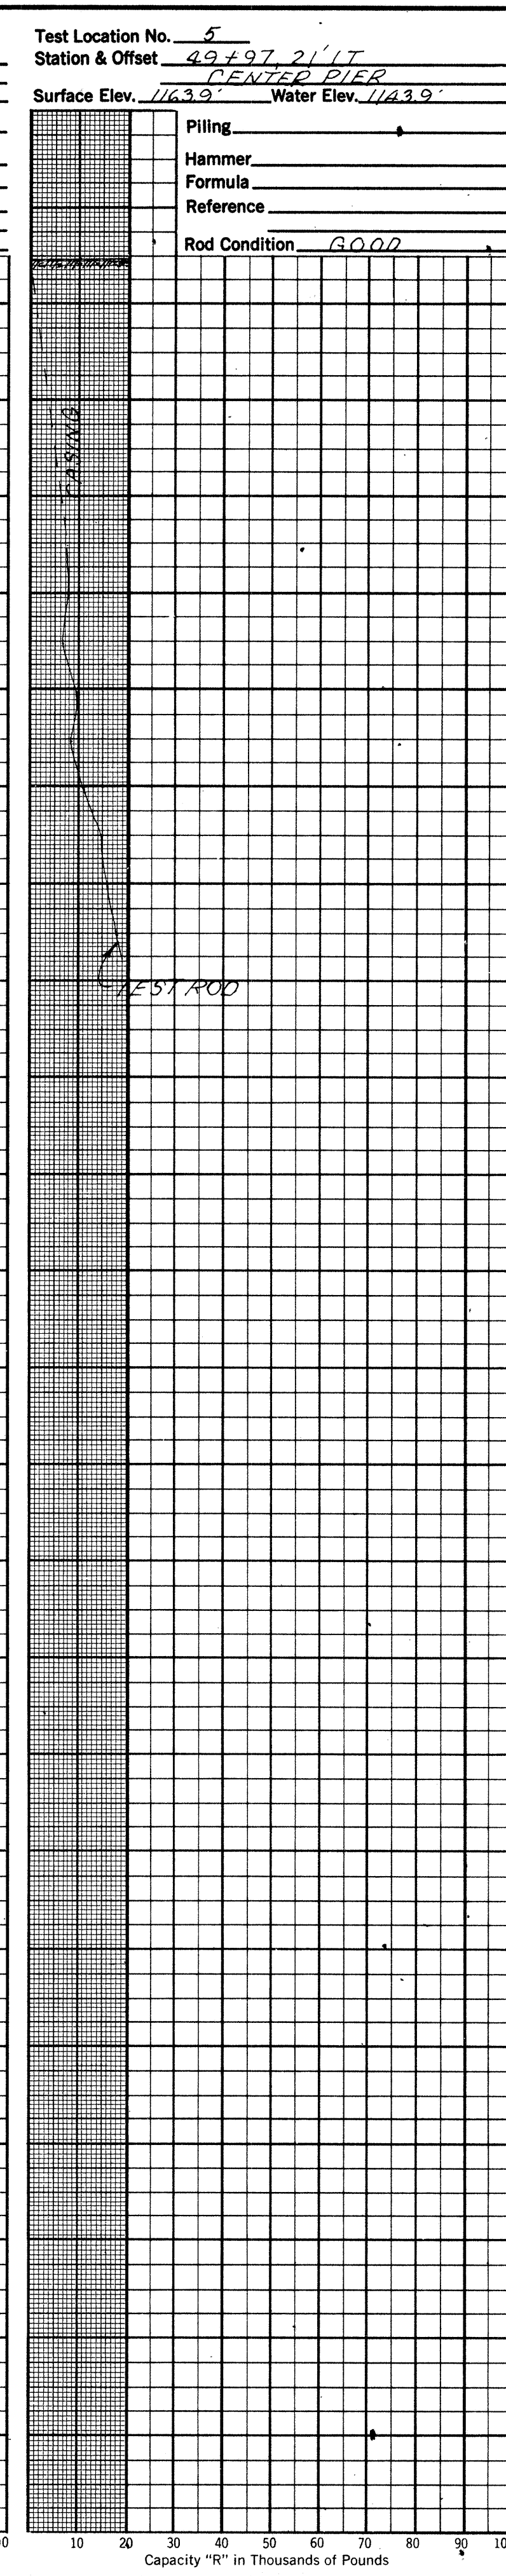 Test Location No. 5
Station & Offset 49+97, 21' LT
CENTER PIER
Surface Elev. 1163.9' Water Elev. 1143.9'
Piling
Hammer
Formula
Reference
Rod Condition GOOD
CASING
TEST ROD
10 20 30 40 50 60 70 80 90
Capacity "R" in Thousands of Pounds